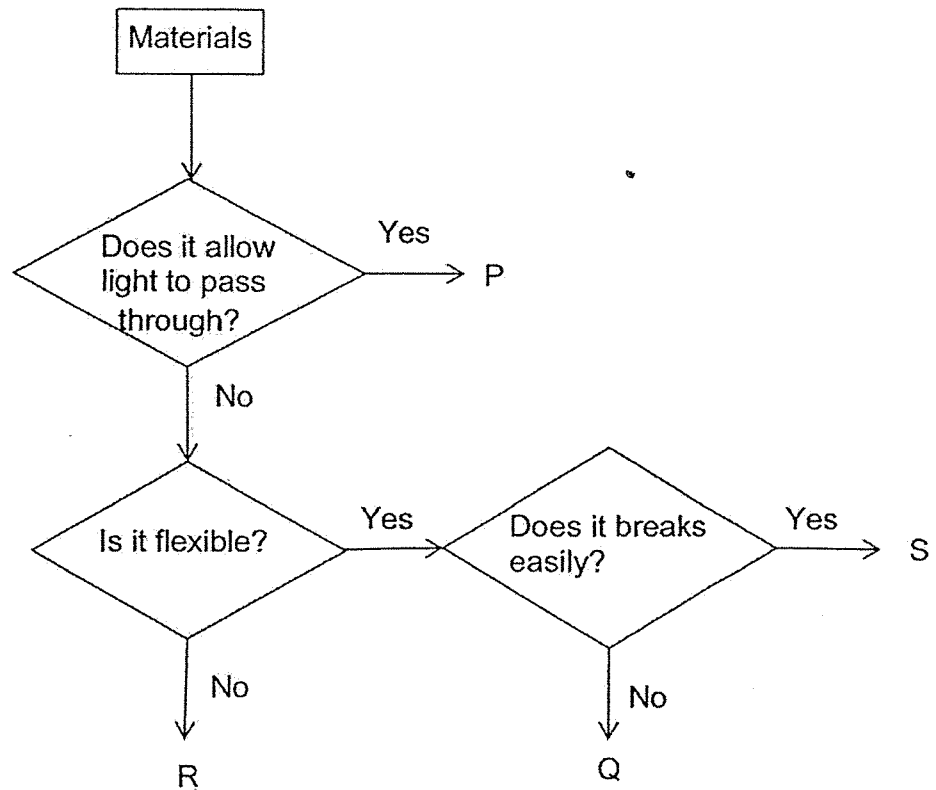 Materials
Does it allow
light to pass
through?
Yes
P
No
Is it flexible?
Yes
Does it breaks
easily?
Yes
S
No
R
No
Q